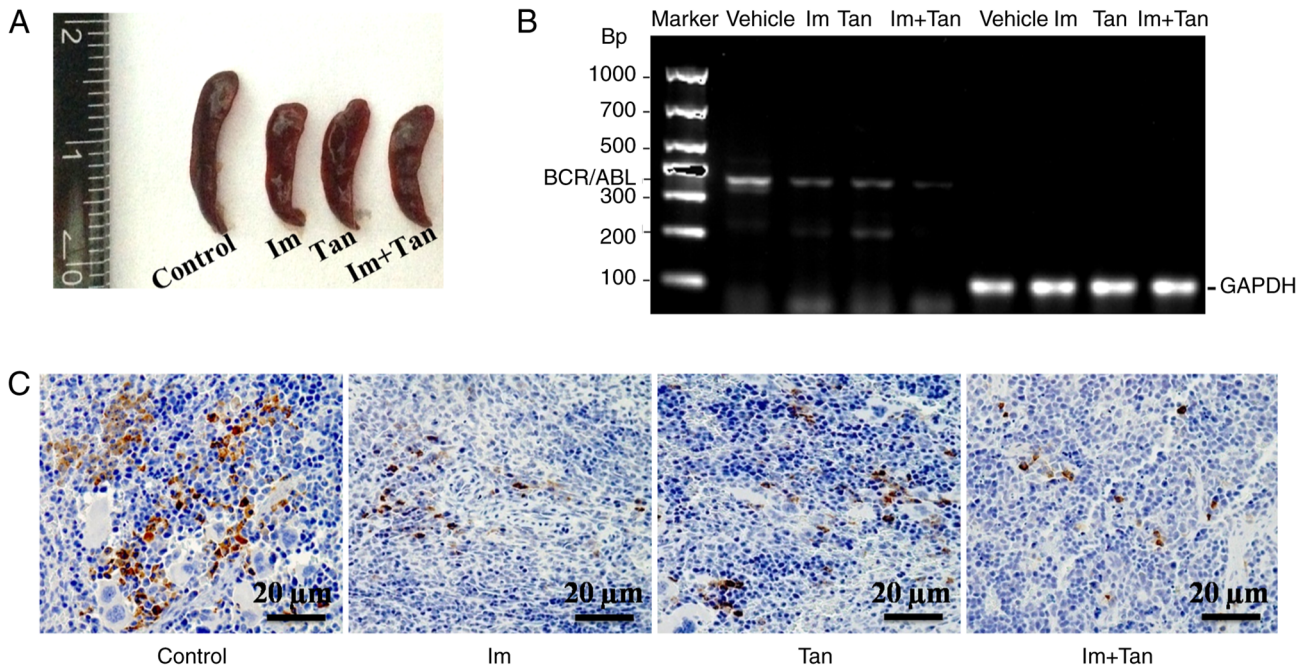 A
2
1
0
Control
Im
Tan
Im+Tan
B
Marker Vehicle Im Tan Im+Tan Vehicle Im Tan Im+Tan
Bp
1000
700
500
BCR/ABL
300
200
100
GAPDH
C
20 µm
20 µm
20 µm
20 µm
Control
Im
Tan
Im+Tan